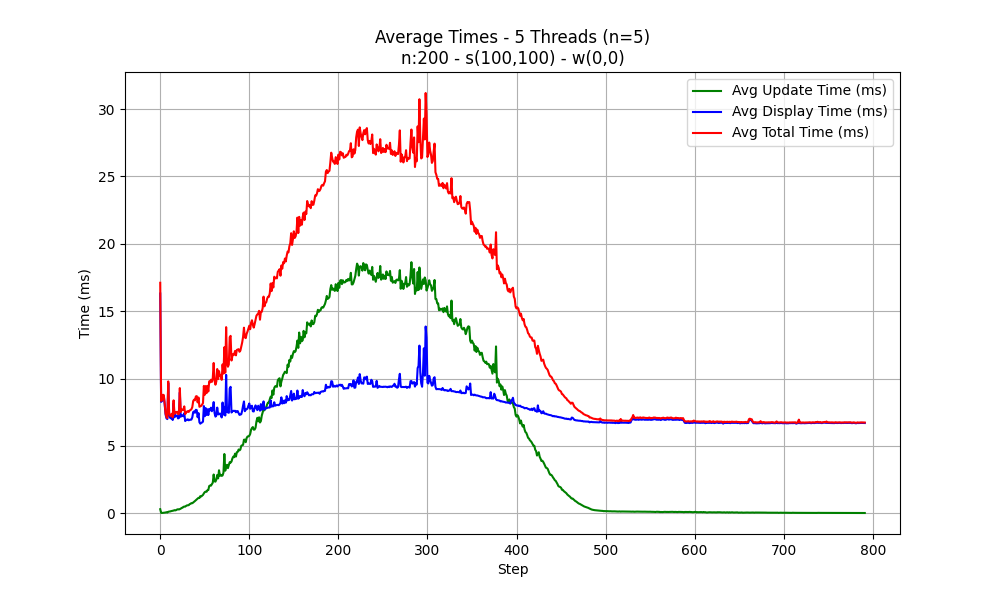 Average Times - 5 Threads (n=5)
n:200 - s(100,100) - w(0,0)
Avg Update Time (ms)
Avg Display Time (ms)
Avg Total Time (ms)
Time (ms)
30
25
20
15
10
5
0
0 100 200 300 400 500 600 700 800
Step